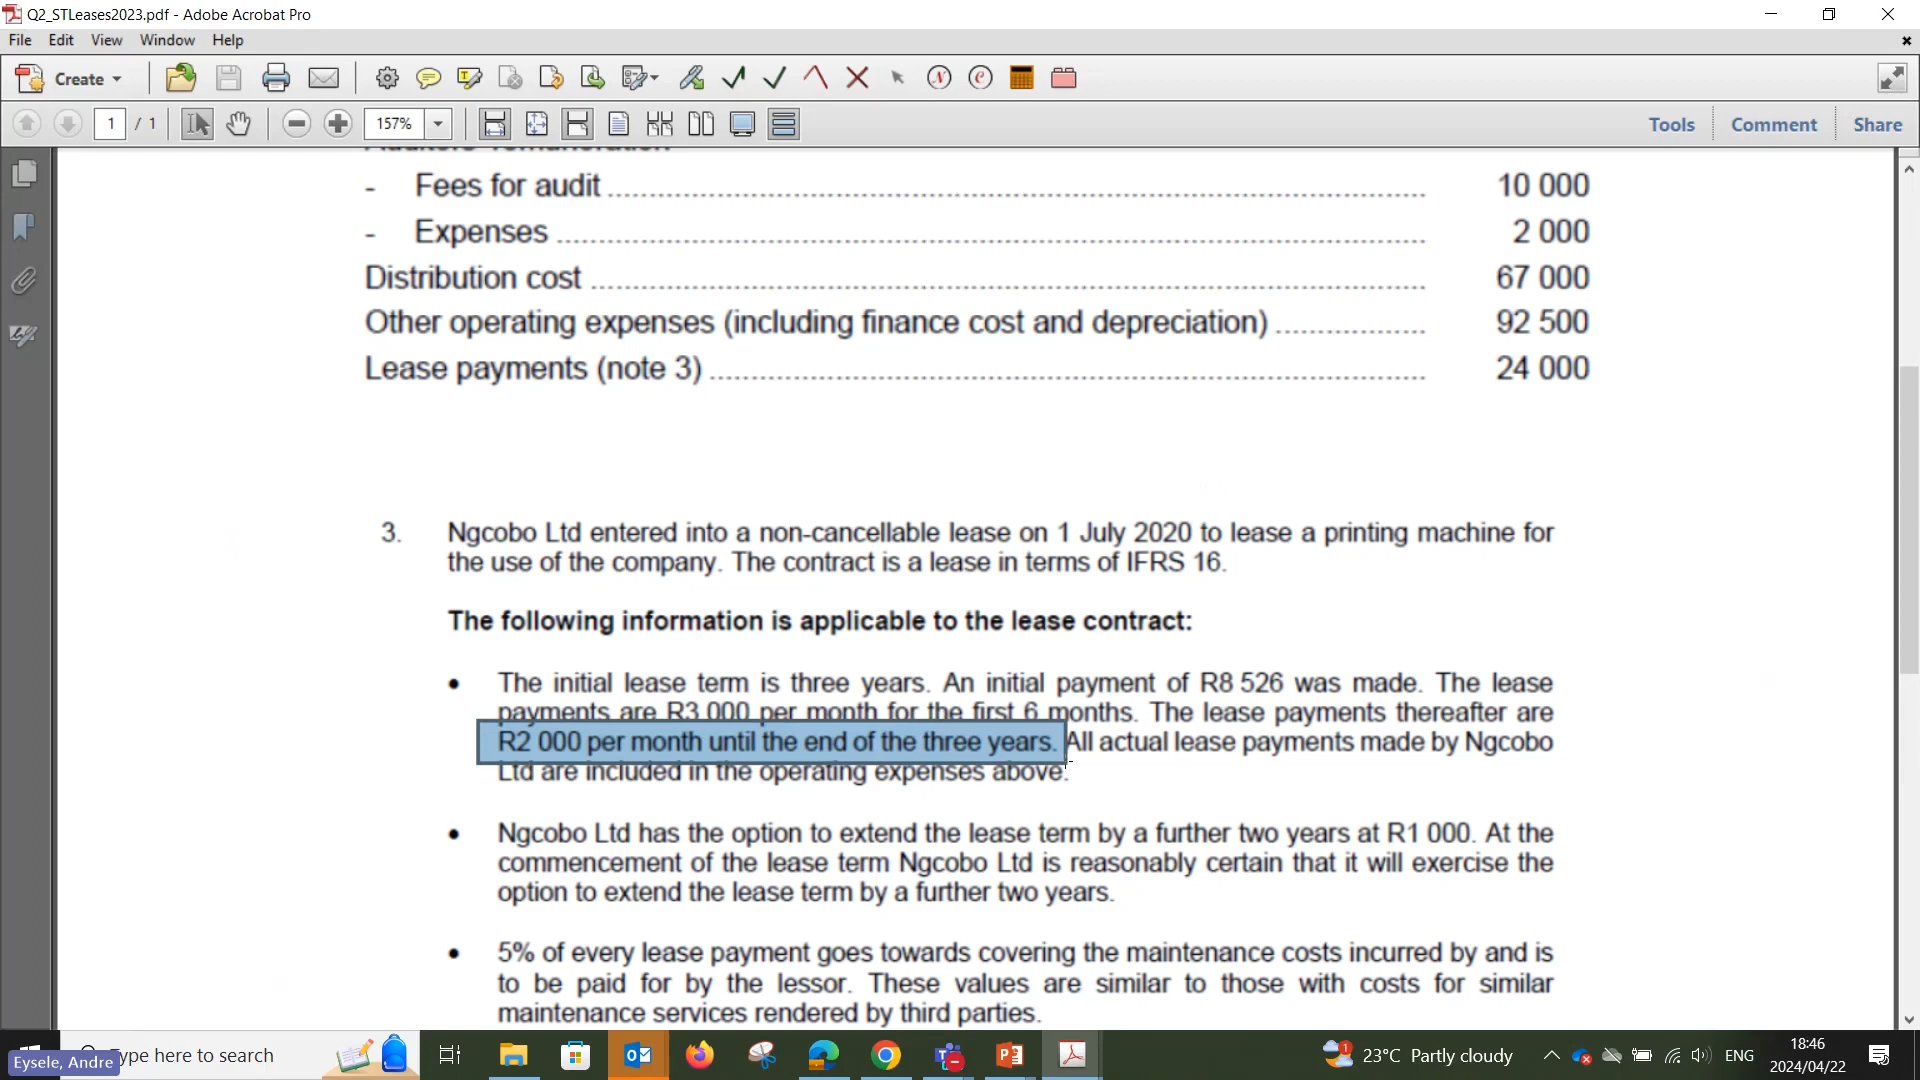 Q2_STLeases2023.pdf - Adobe Acrobat Pro
File Edit View Window Help
Create
1 / 1 157% Tools Comment Share
- Fees for audit 10 000
- Expenses 2 000
Distribution cost 67 000
Other operating expenses (including finance cost and depreciation) 92 500
Lease payments (note 3) 24 000
3. Ngcobo Ltd entered into a non-cancellable lease on 1 July 2020 to lease a printing machine for
the use of the company. The contract is a lease in terms of IFRS 16.
The following information is applicable to the lease contract:
• The initial lease term is three years. An initial payment of R8 526 was made. The lease
payments are R3 000 per month for the first 6 months. The lease payments thereafter are
R2 000 per month until the end of the three years. All actual lease payments made by Ngcobo
Ltd are included in the operating expenses above.
• Ngcobo Ltd has the option to extend the lease term by a further two years at R1 000. At the
commencement of the lease term Ngcobo Ltd is reasonably certain that it will exercise the
option to extend the lease term by a further two years.
• 5% of every lease payment goes towards covering the maintenance costs incurred by and is
to be paid for by the lessor. These values are similar to those with costs for similar
maintenance services rendered by third parties.
Eysele, Andre
Type here to search
23°C Partly cloudy
ENG
18:46
2024/04/22